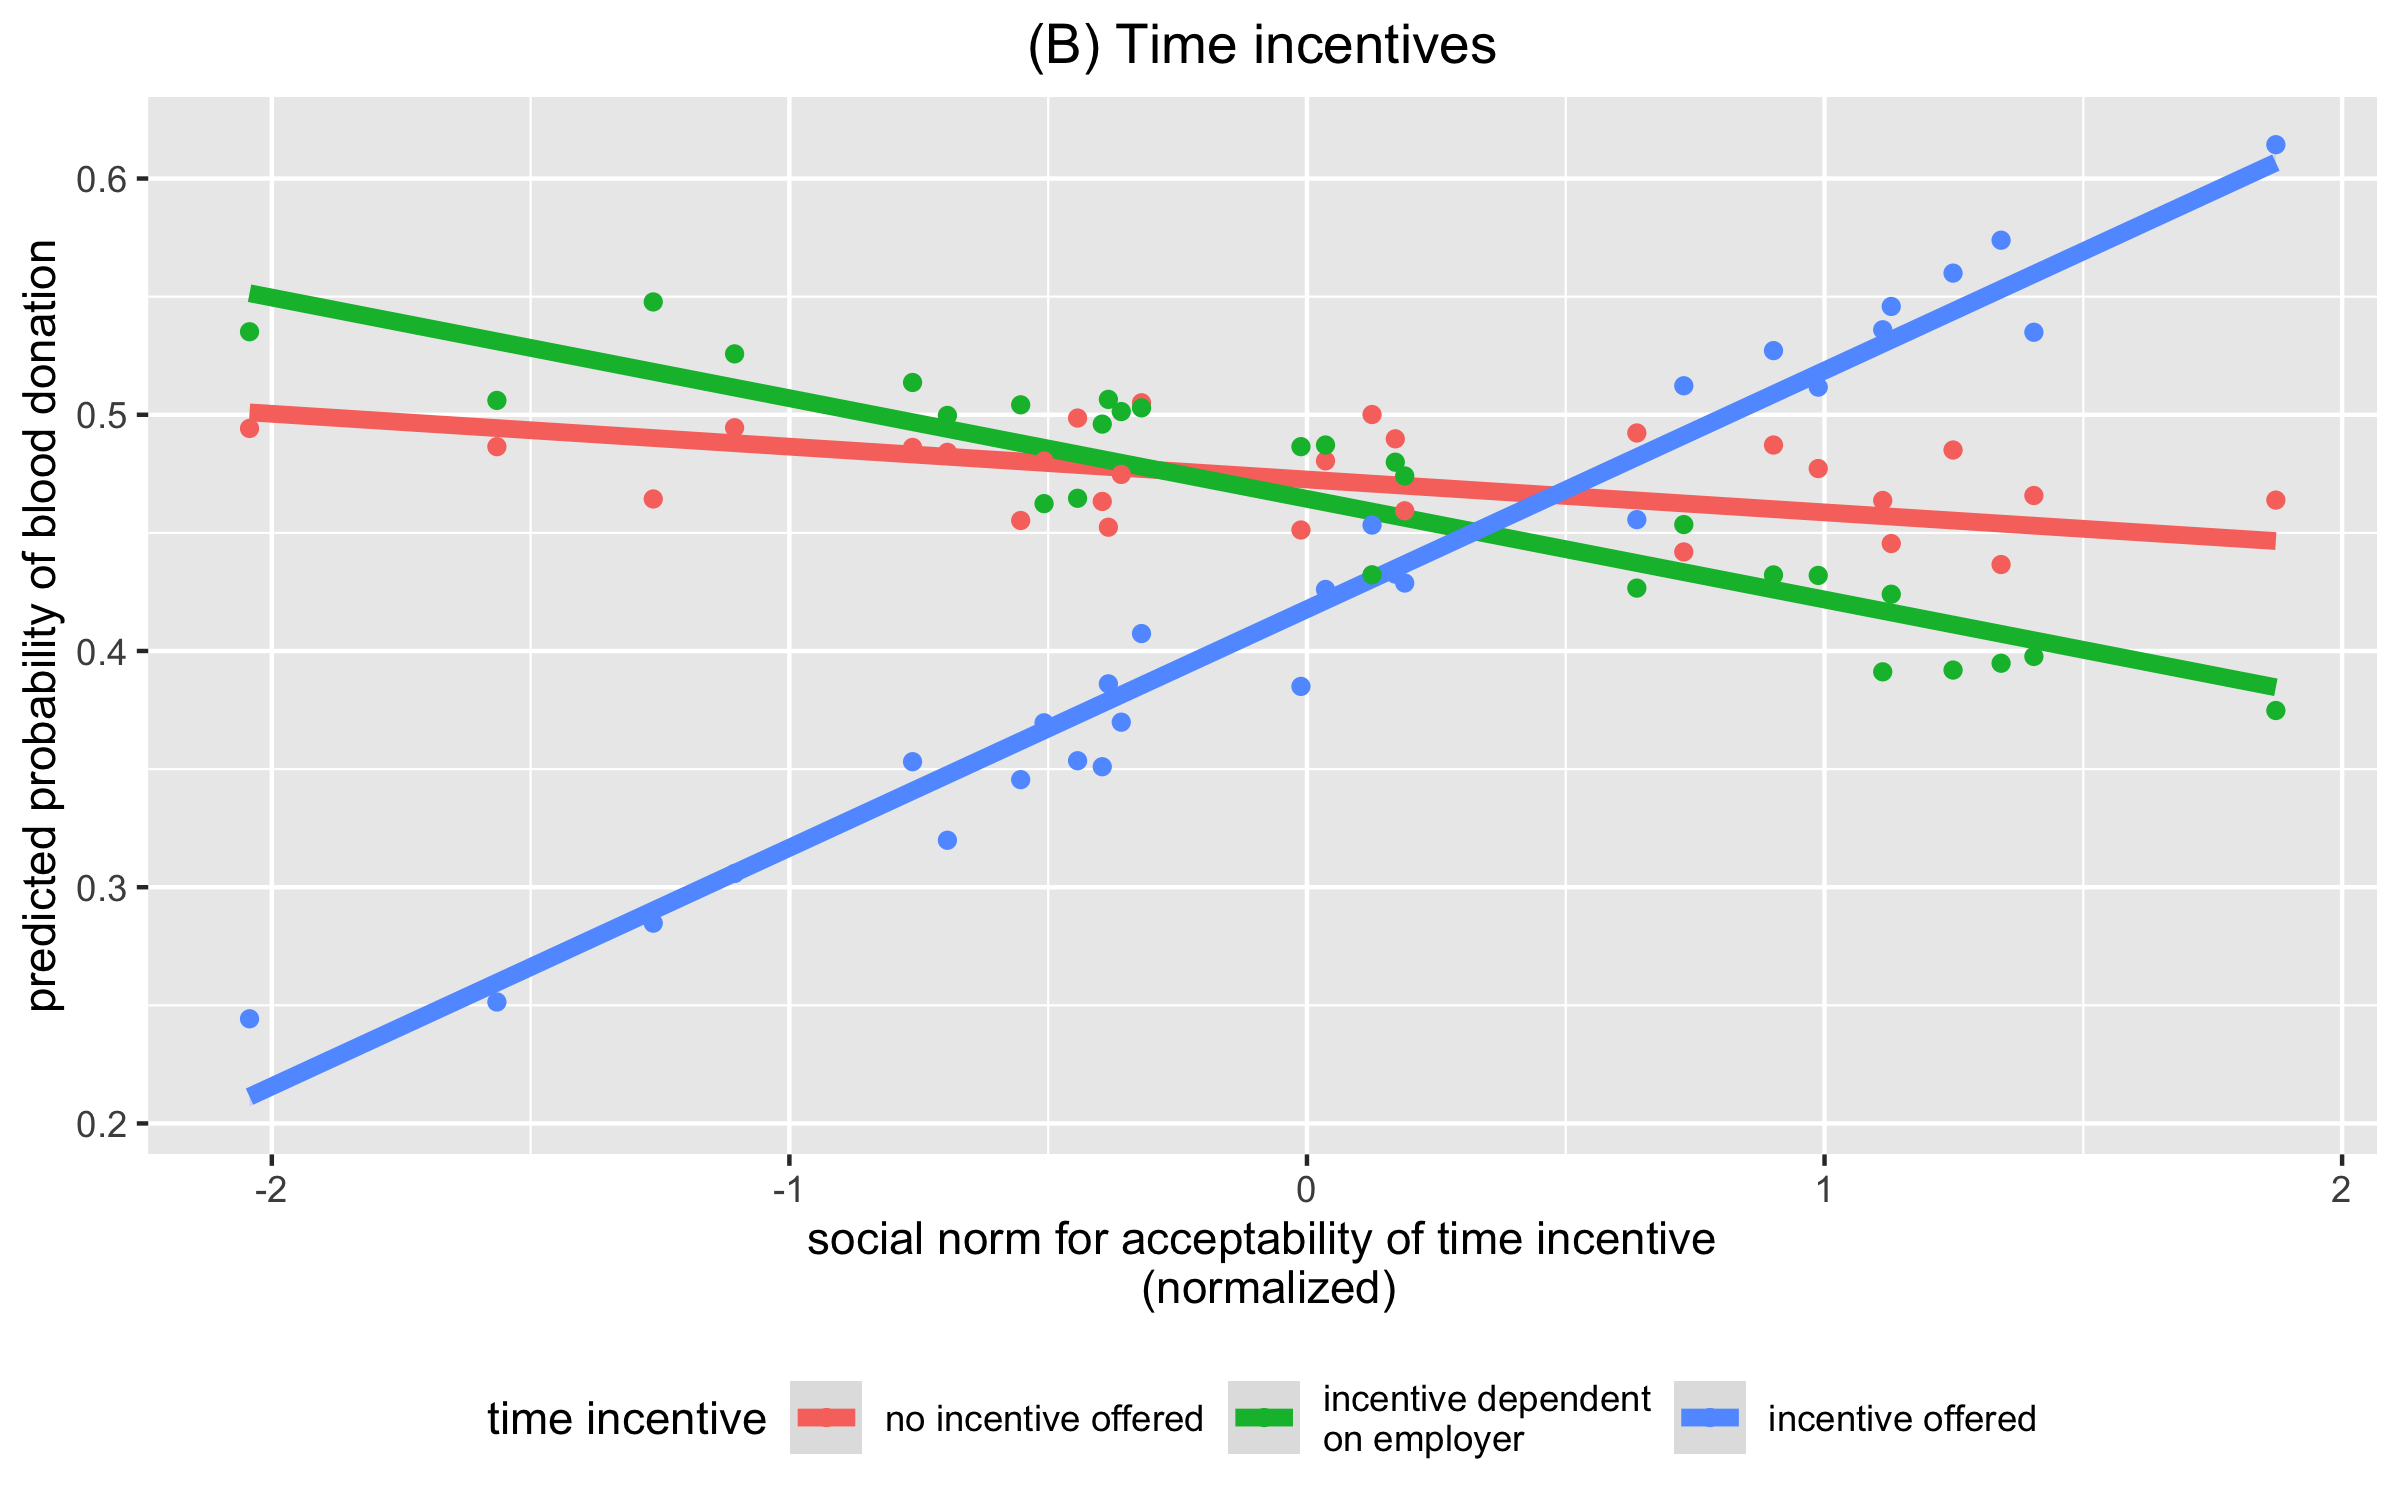 (B) Time incentives
predicted probability of blood donation
0.6
0.5
0.4
0.3
0.2
-2 -1 0 1 2
social norm for acceptability of time incentive
(normalized)
time incentive
no incentive offered
incentive dependent
on employer
incentive offered